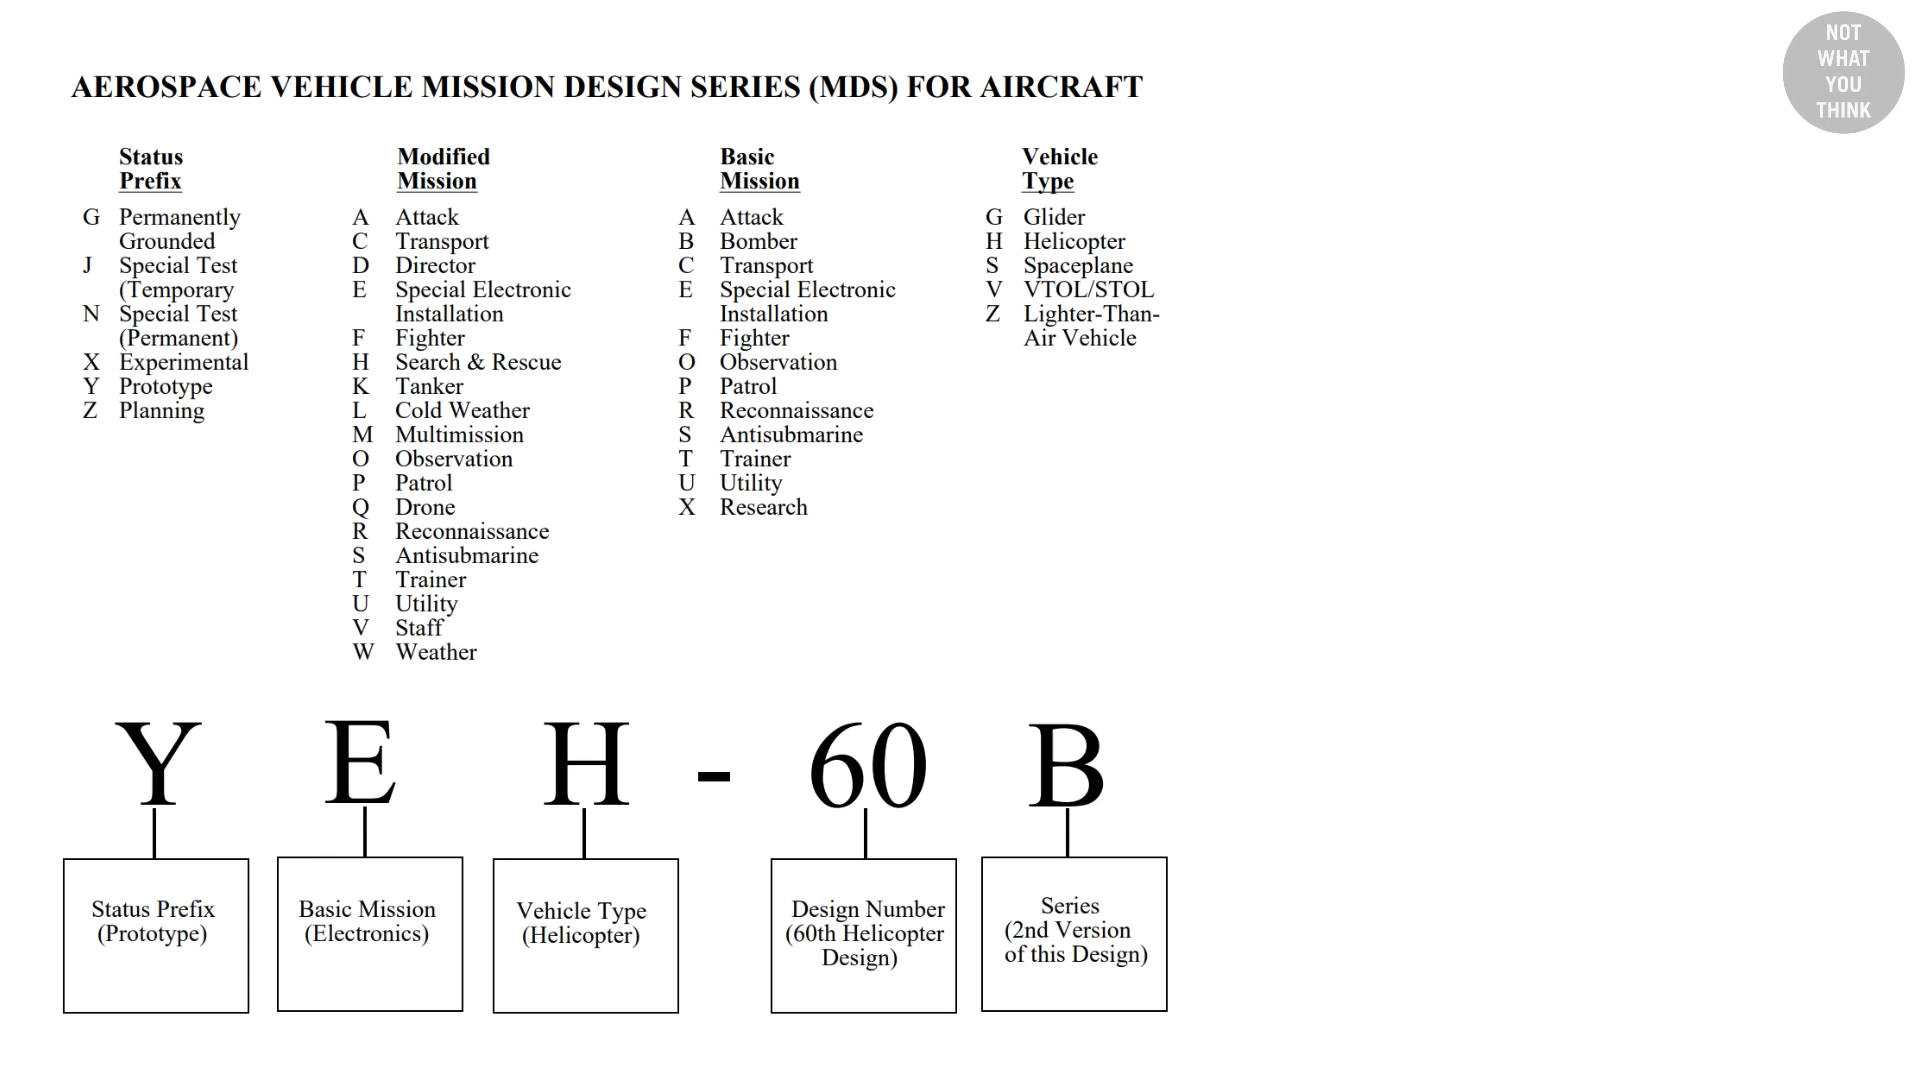 NOT
WHAT
YOU
THINK
AEROSPACE VEHICLE MISSION DESIGN SERIES (MDS) FOR AIRCRAFT
Status
Prefix
G Permanently
Grounded
J Special Test
(Temporary
N Special Test
(Permanent)
X Experimental
Y Prototype
Z Planning
Modified
Mission
A Attack
C Transport
D Director
E Special Electronic
Installation
F Fighter
H Search & Rescue
K Tanker
L Cold Weather
M Multimission
O Observation
P Patrol
Q Drone
R Reconnaissance
S Antisubmarine
T Trainer
U Utility
V Staff
W Weather
Basic
Mission
A Attack
B Bomber
C Transport
E Special Electronic
Installation
F Fighter
O Observation
P Patrol
R Reconnaissance
S Antisubmarine
T Trainer
U Utility
X Research
Vehicle
Type
G Glider
H Helicopter
S Spaceplane
V VTOL/STOL
Z Lighter-Than-
Air Vehicle
Y E H - 60 B
Status Prefix
(Prototype)
Basic Mission
(Electronics)
Vehicle Type
(Helicopter)
Design Number
(60th Helicopter
Design)
Series
(2nd Version
of this Design)